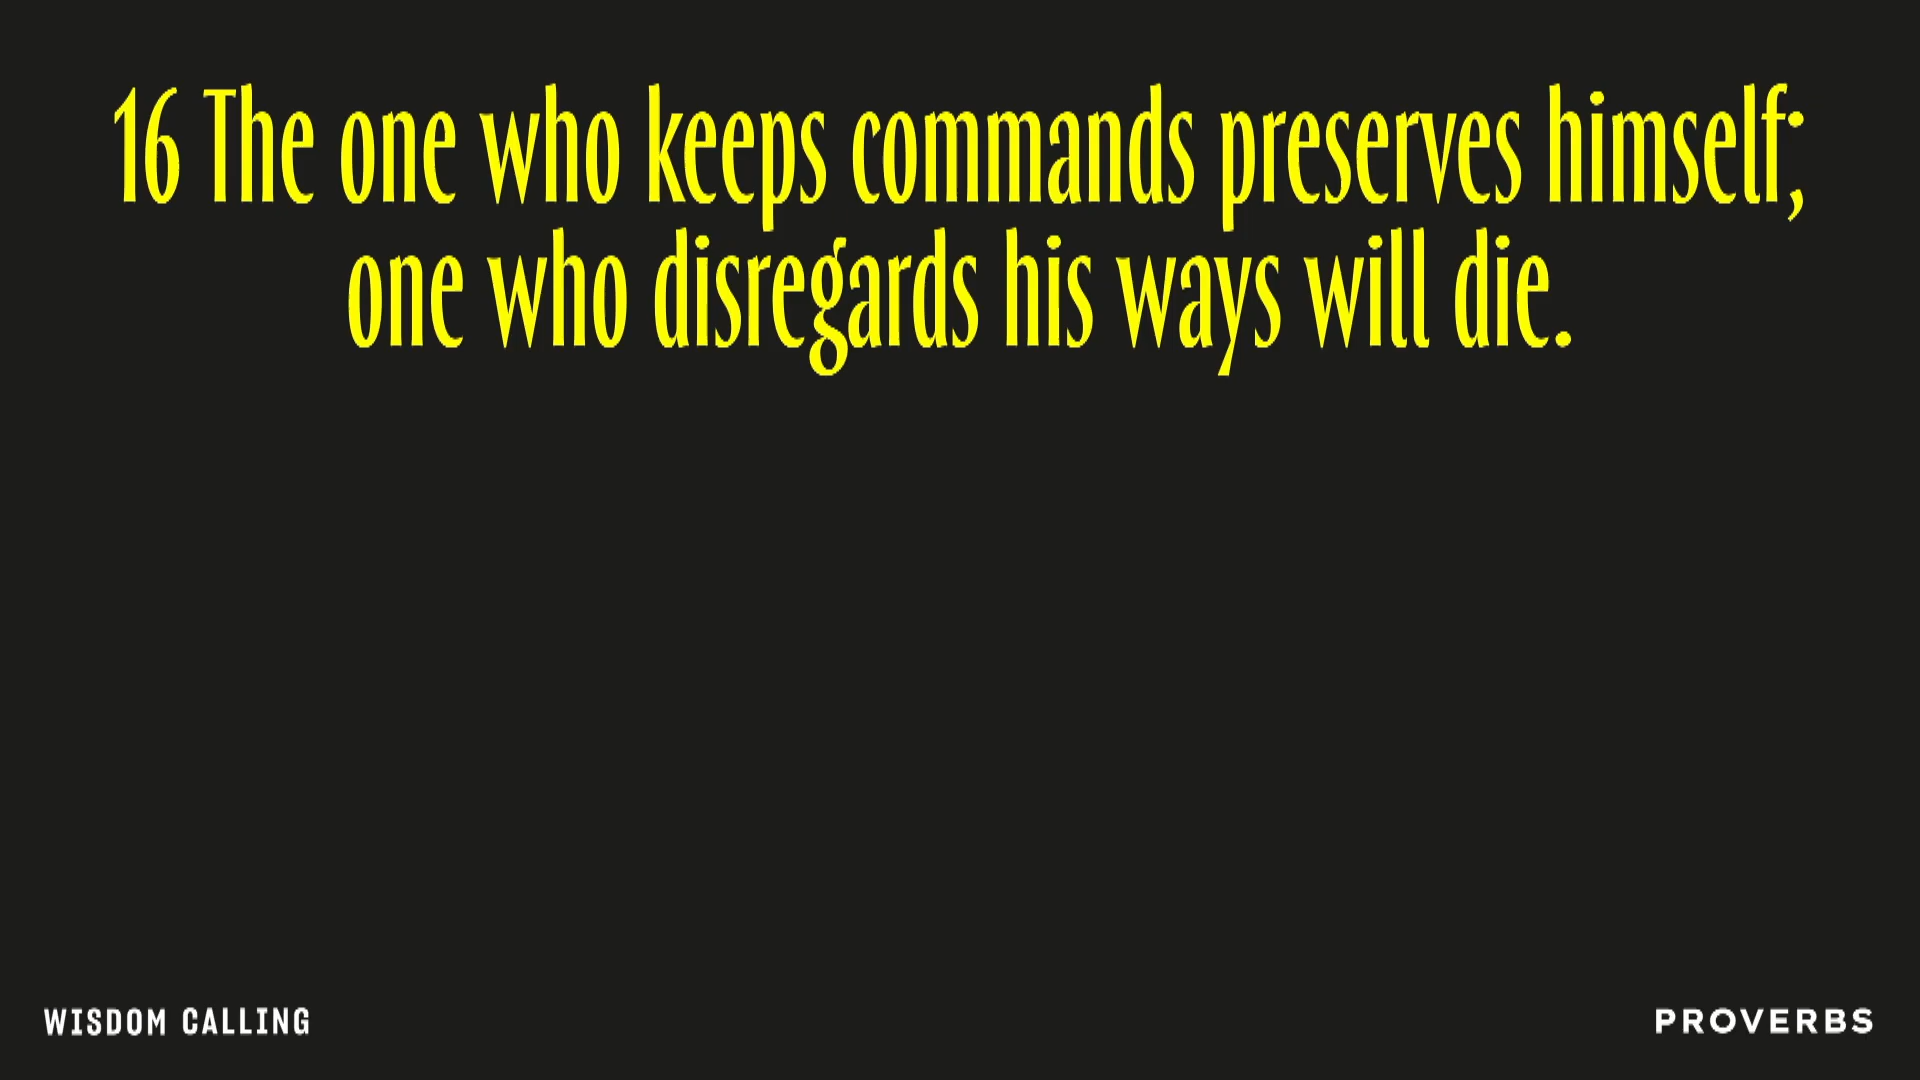 16 The one who keeps commands preserves himself;
one who disregards his ways will die.
WISDOM CALLING
PROVERBS